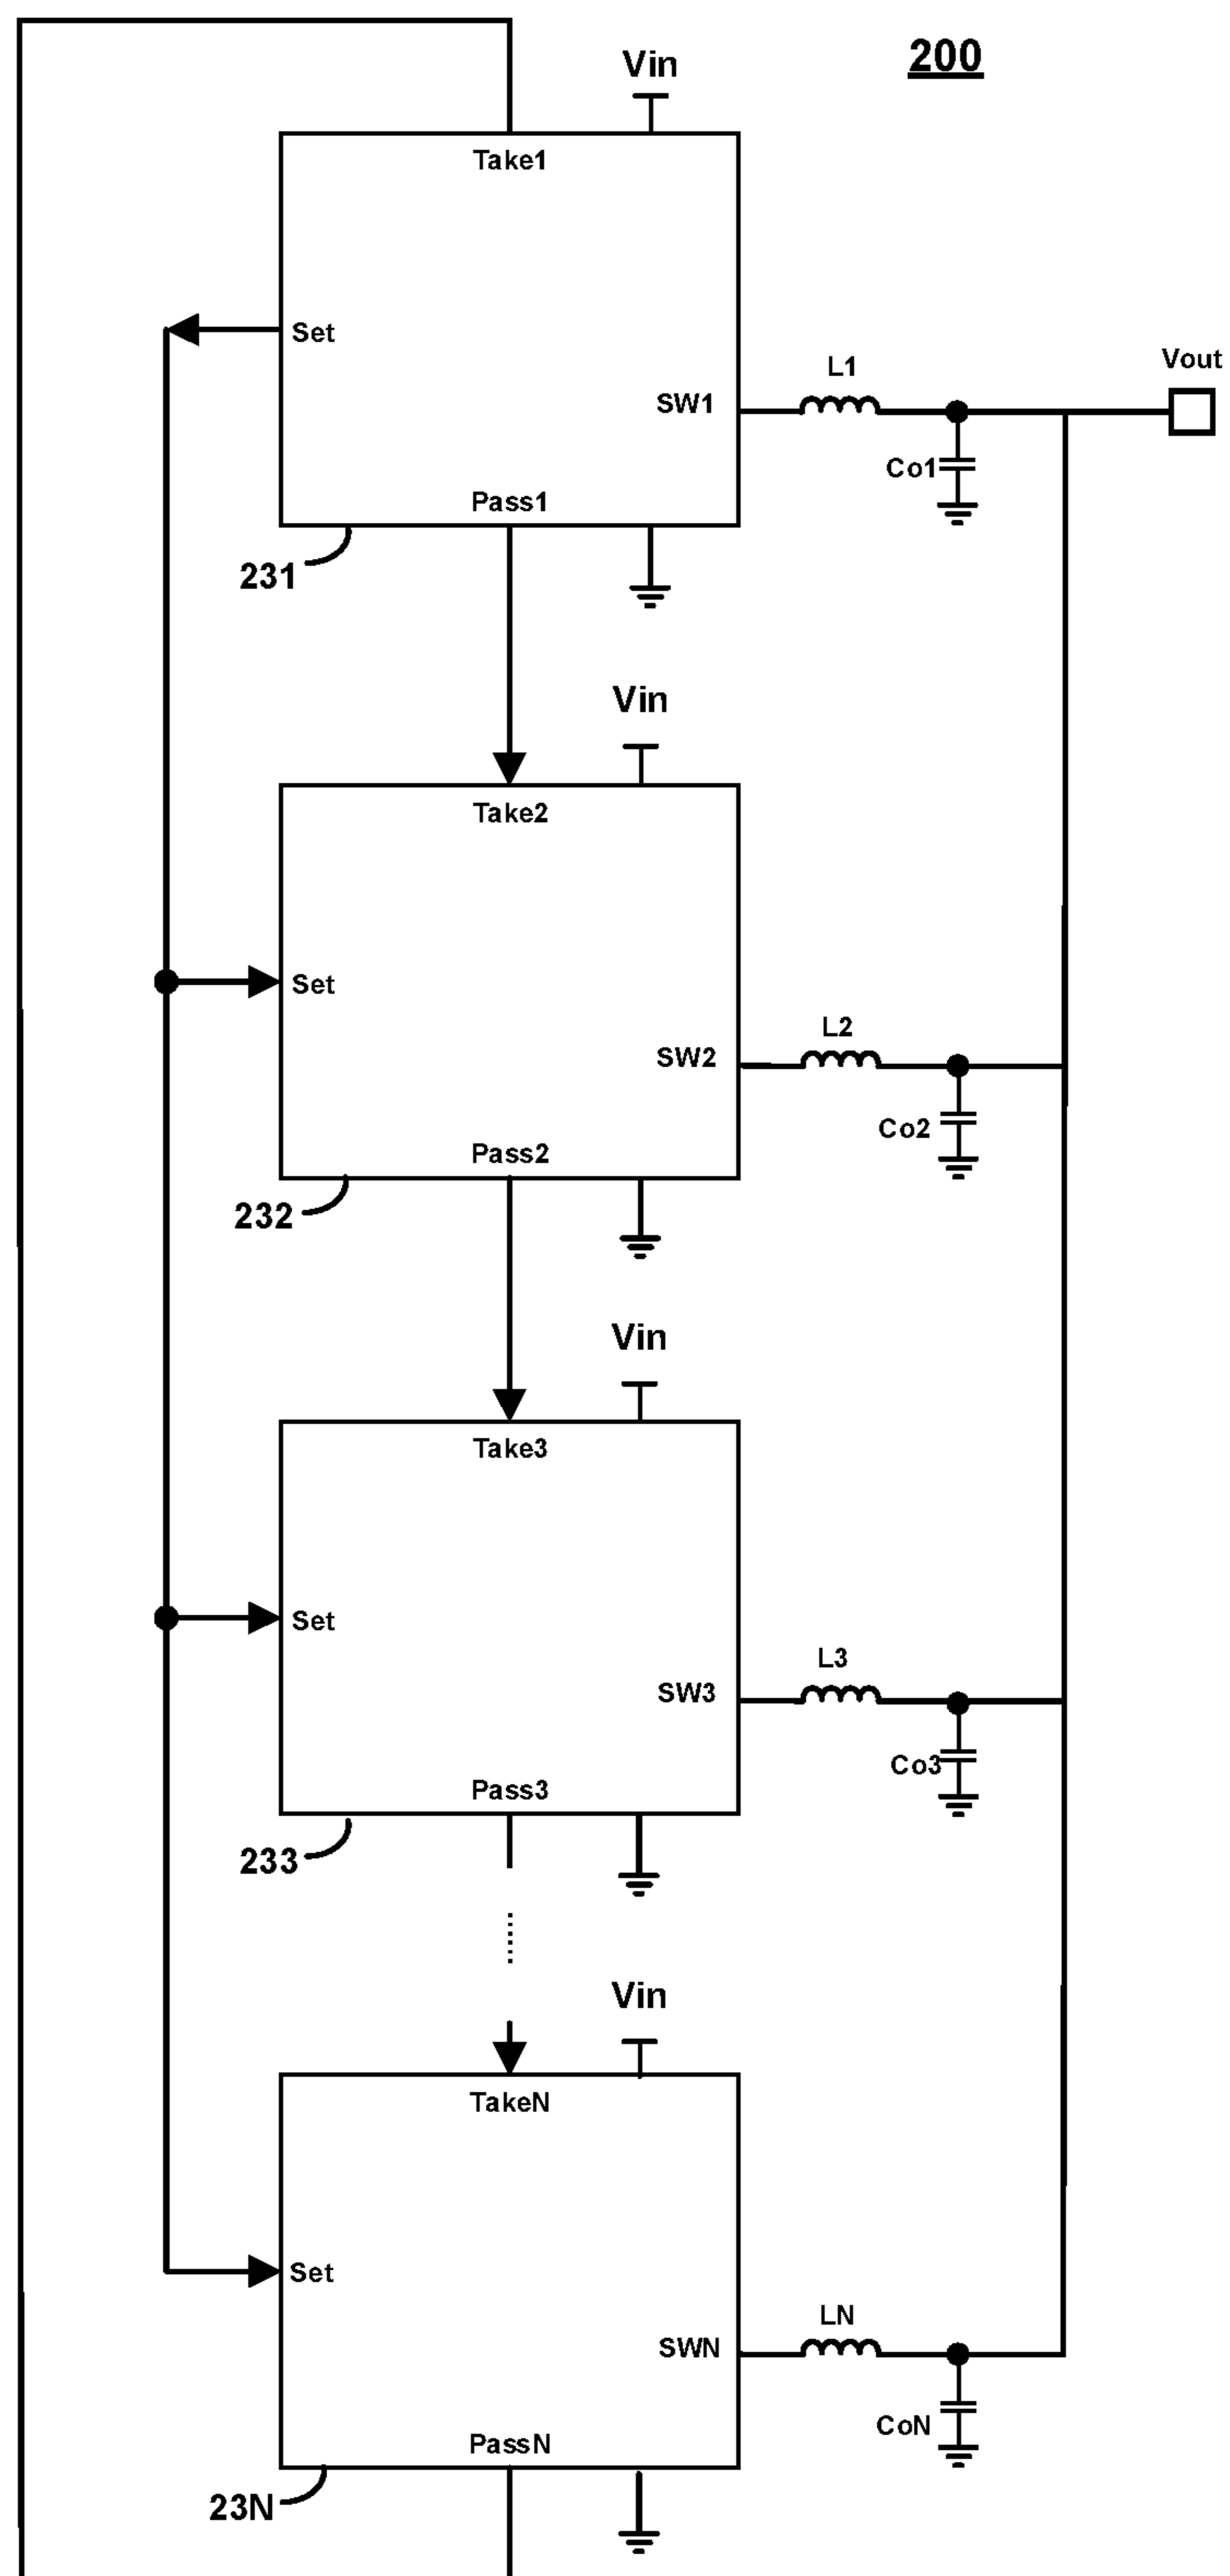 200
Vin
Take1
Set
SW1
L1
Co1
Vout
Pass1
231
Vin
Take2
Set
SW2
L2
Co2
Pass2
232
Vin
Take3
Set
SW3
L3
Co3
Pass3
233
Vin
TakeN
Set
SWN
LN
CoN
PassN
23N